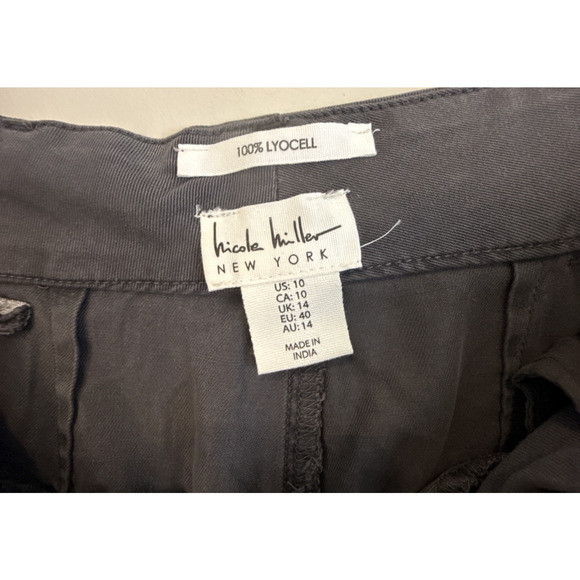 100% LYOCELL
nicole miller
NEW YORK
US: 10
CA: 10
UK: 14
EU: 40
AU: 14
MADE IN
INDIA